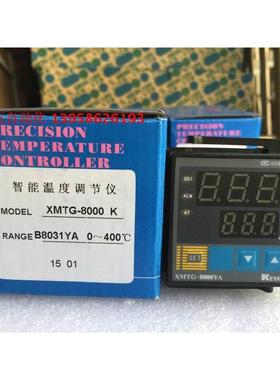 13958626193
PRECISION
TEMPERATURE
CONTROLLER
智能温度调节仪
MODEL XMTG-8000 K
RANGE B8031YA 0～400℃
15 01
OUT
ALM
AT
SET
XMTG-8000YA